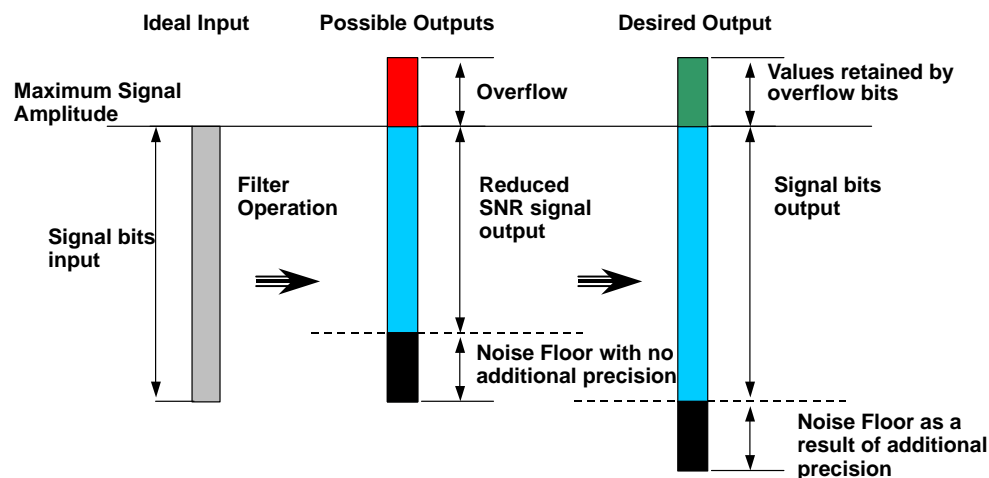 Ideal Input
Possible Outputs
Desired Output
Maximum Signal
Amplitude
Overflow
Values retained by
overflow bits
Filter
Operation
Signal bits
input
Reduced
SNR signal
output
Signal bits
output
Noise Floor with no
additional precision
Noise Floor as a
result of additional
precision